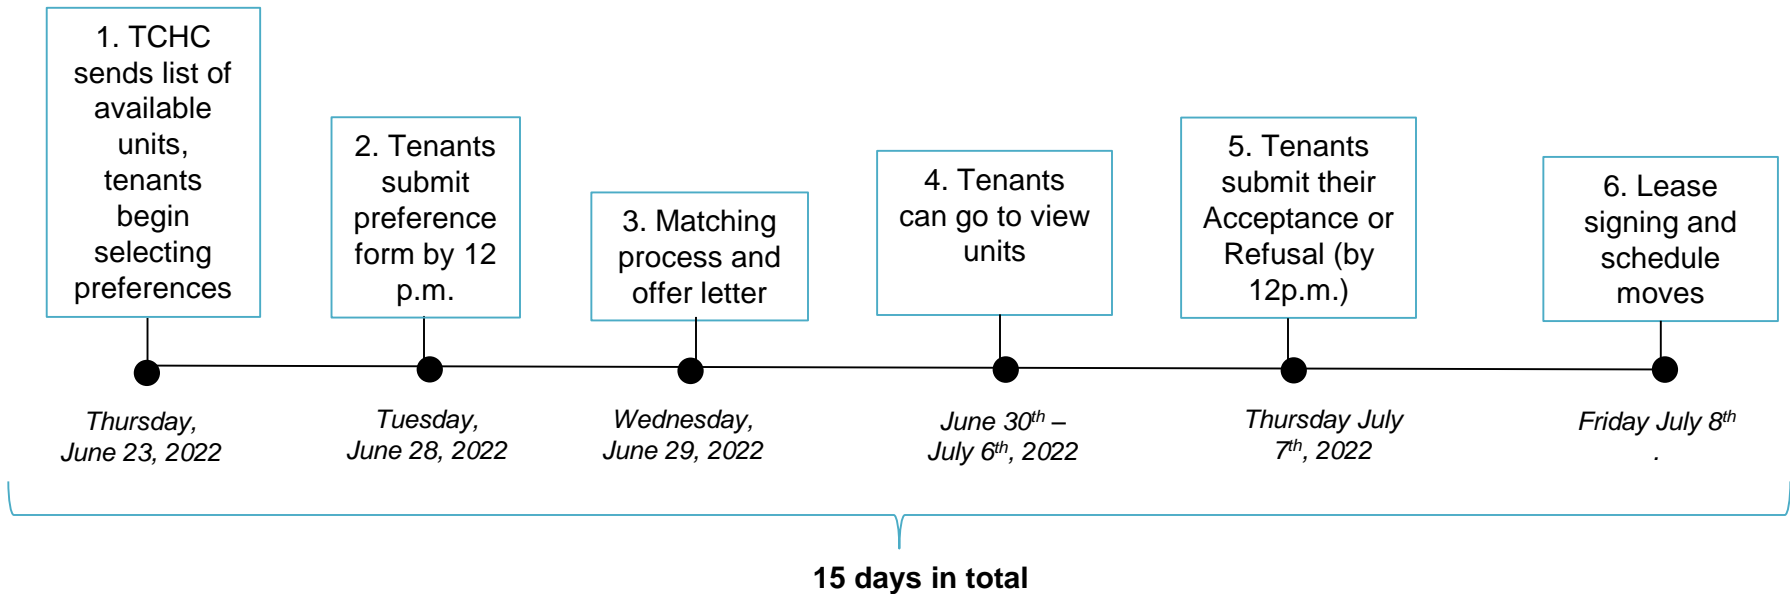 1. TCHC
sends list of
available
units,
tenants
begin
selecting
preferences
2. Tenants
submit
preference
form by 12
p.m.
3. Matching
process and
offer letter
4. Tenants
can go to view
units
5. Tenants
submit their
Acceptance or
Refusal (by
12p.m.)
6. Lease
signing and
schedule
moves
Thursday,
June 23, 2022
Tuesday,
June 28, 2022
Wednesday,
June 29, 2022
June 30th –
July 6th, 2022
Thursday July
7th, 2022
Friday July 8th
.
15 days in total